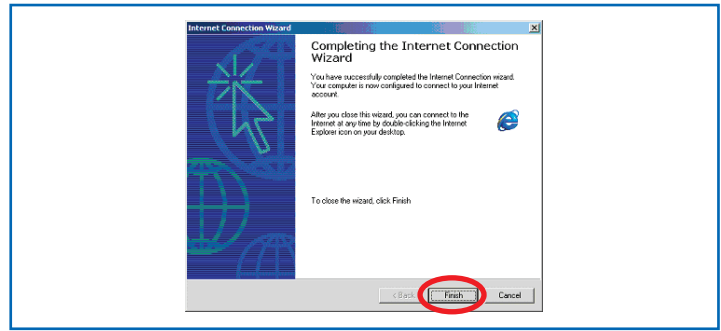 Internet Connection Wizard
Completing the Internet Connection
Wizard
You have successfully completed the Internet Connection wizard.
Your computer is now configured to connect to your Internet
account.
After you close this wizard, you can connect to the
Internet at any time by double-clicking the Internet
Explorer icon on your desktop.
To close the wizard, click Finish
< Back Finish Cancel